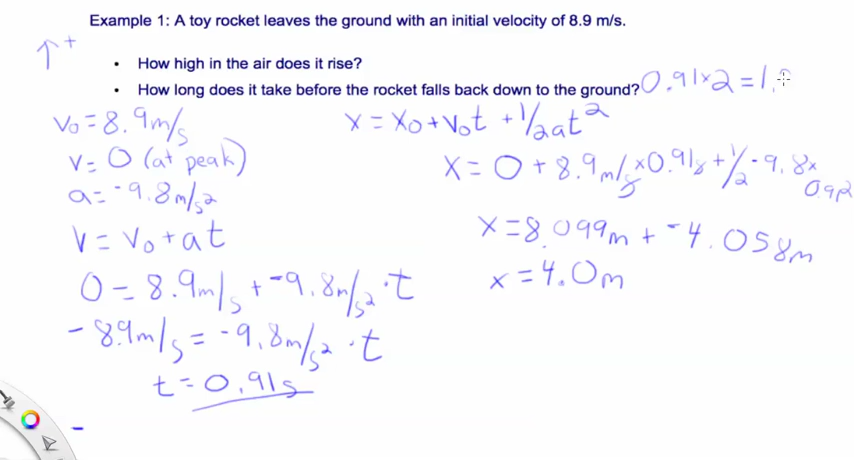 Example 1: A toy rocket leaves the ground with an initial velocity of 8.9 m/s.
↑+
• How high in the air does it rise?
• How long does it take before the rocket falls back down to the ground? 0.91×2=1.8
v₀=8.9m/s
v=0 (at peak)
a=-9.8m/s²
v=v₀+at
0=8.9m/s+-9.8m/s²·t
-8.9m/s=-9.8m/s²·t
t=0.91s
x=x₀+v₀t+1/2at²
x=0+8.9m/s×0.91s+1/2-9.8×
x=8.099m+-4.058m
x=4.0m